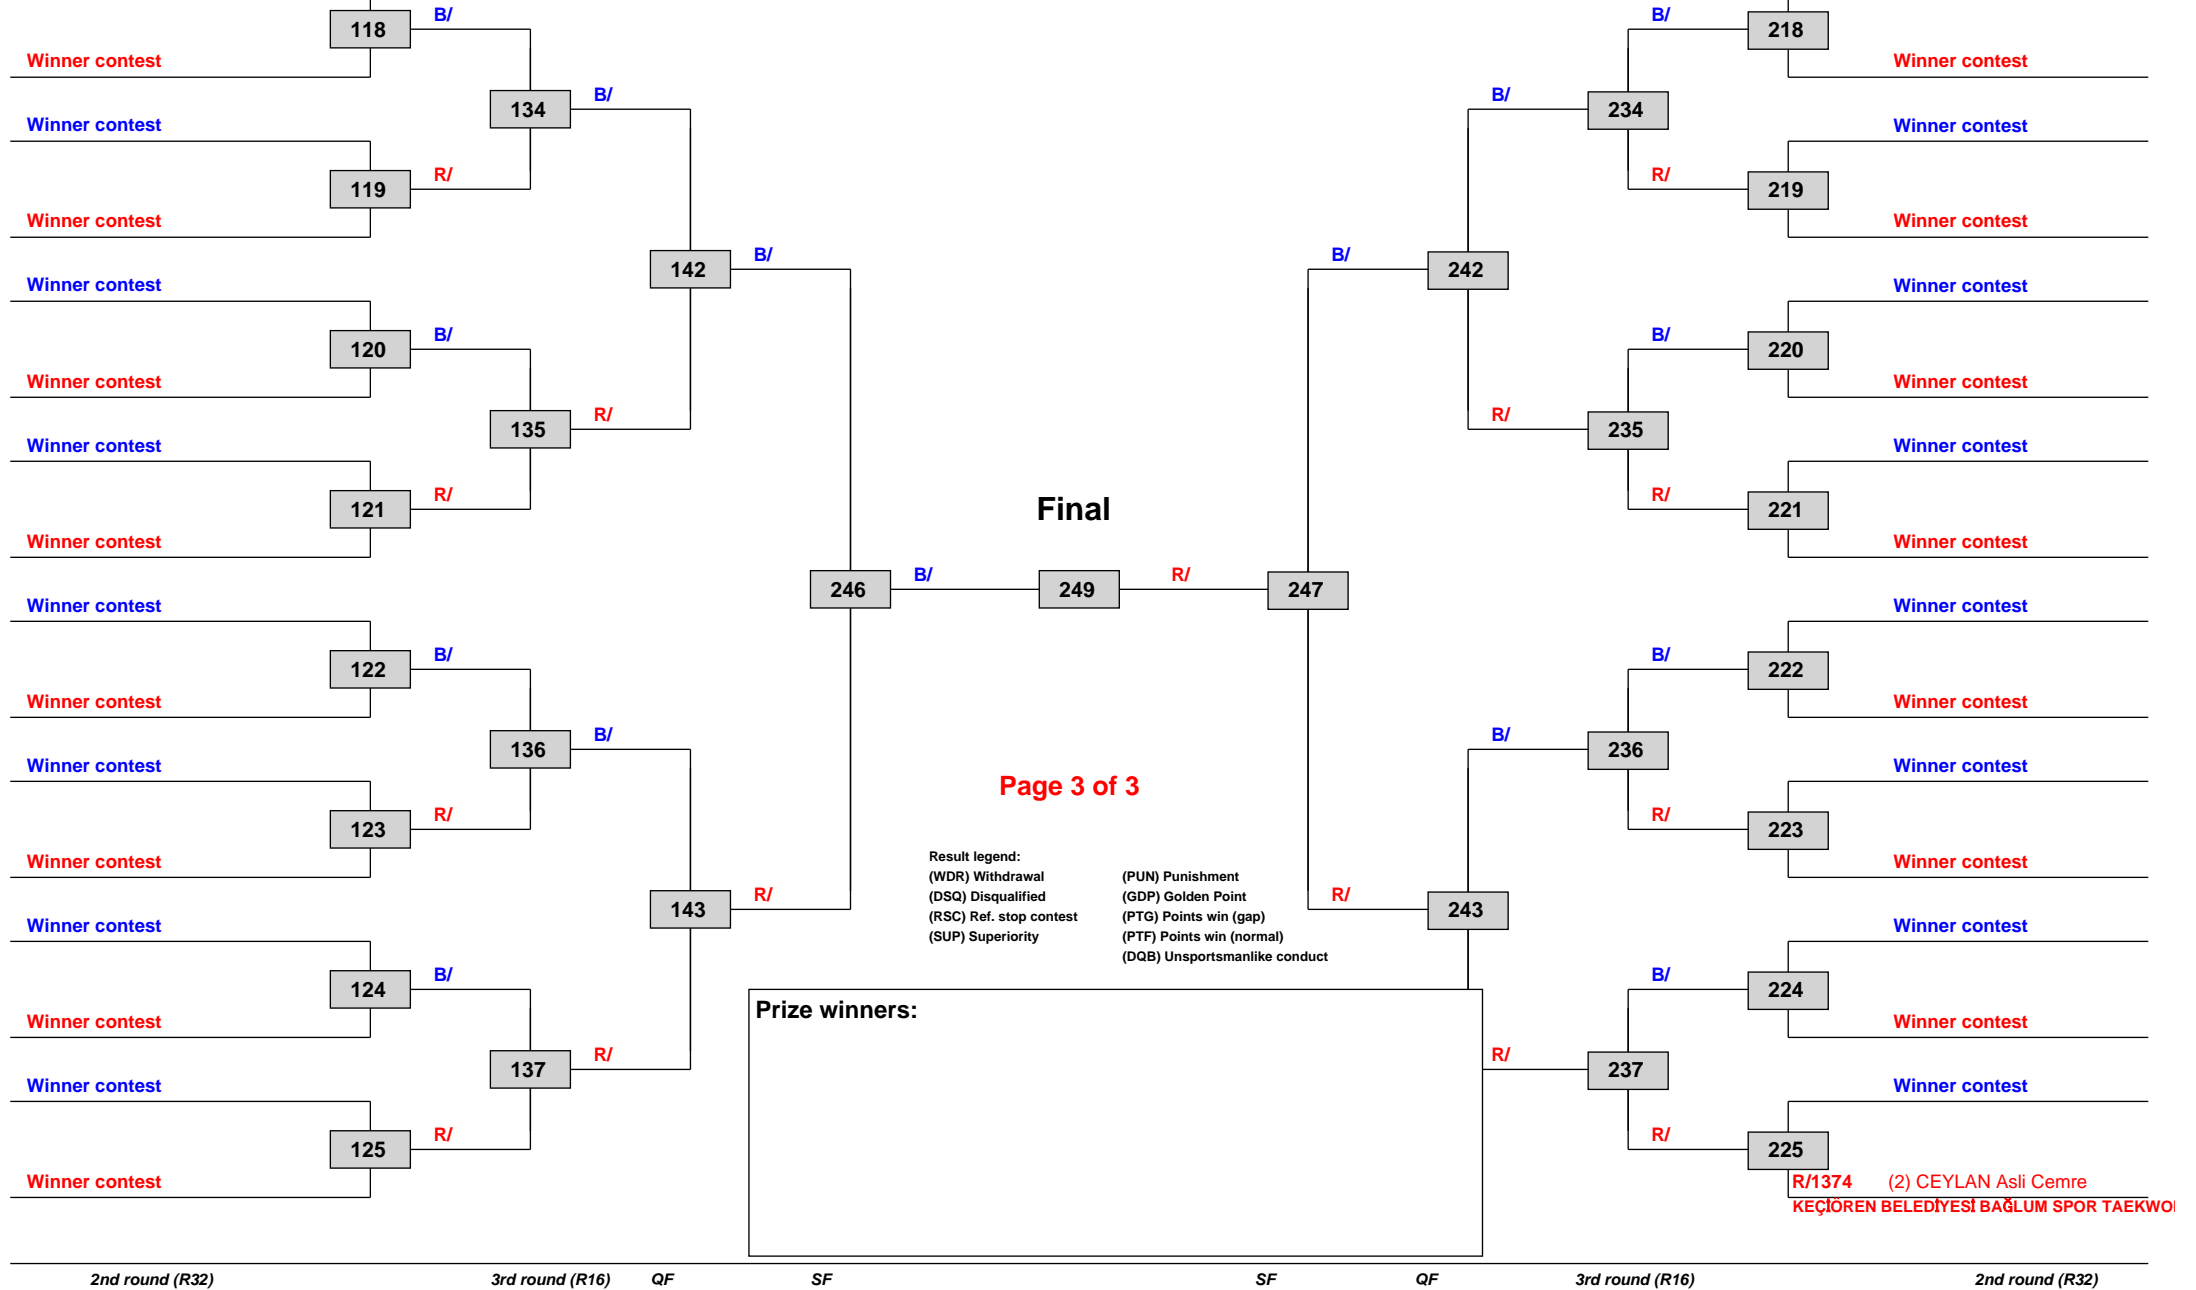 B/
118
Winner contest
B/
218
Winner contest
Winner contest
134
B/
B/
234
Winner contest
R/
119
Winner contest
R/
219
Winner contest
Winner contest
142
B/
B/
242
Winner contest
B/
120
Winner contest
B/
220
Winner contest
Winner contest
135
R/
R/
235
Winner contest
R/
121
Winner contest
R/
221
Winner contest
Final
246
B/
249
R/
247
Winner contest
B/
122
Winner contest
Winner contest
B/
222
Winner contest
136
B/
B/
236
Winner contest
Winner contest
Page 3 of 3
R/
123
Winner contest
R/
223
Winner contest
Result legend:
(WDR) Withdrawal
(PUN) Punishment
(DSQ) Disqualified
(GDP) Golden Point
(RSC) Ref. stop contest
(PTG) Points win (gap)
(SUP) Superiority
(PTF) Points win (normal)
(DQB) Unsportsmanlike conduct
143
R/
R/
243
Winner contest
B/
124
Winner contest
Winner contest
B/
224
Winner contest
Prize winners:
137
R/
R/
237
Winner contest
Winner contest
R/
125
Winner contest
R/
225
R/1374 (2) CEYLAN Asli Cemre
KEÇİÖREN BELEDİYESİ BAĞLUM SPOR TAEKWO
2nd round (R32) 3rd round (R16) QF SF SF QF 3rd round (R16) 2nd round (R32)